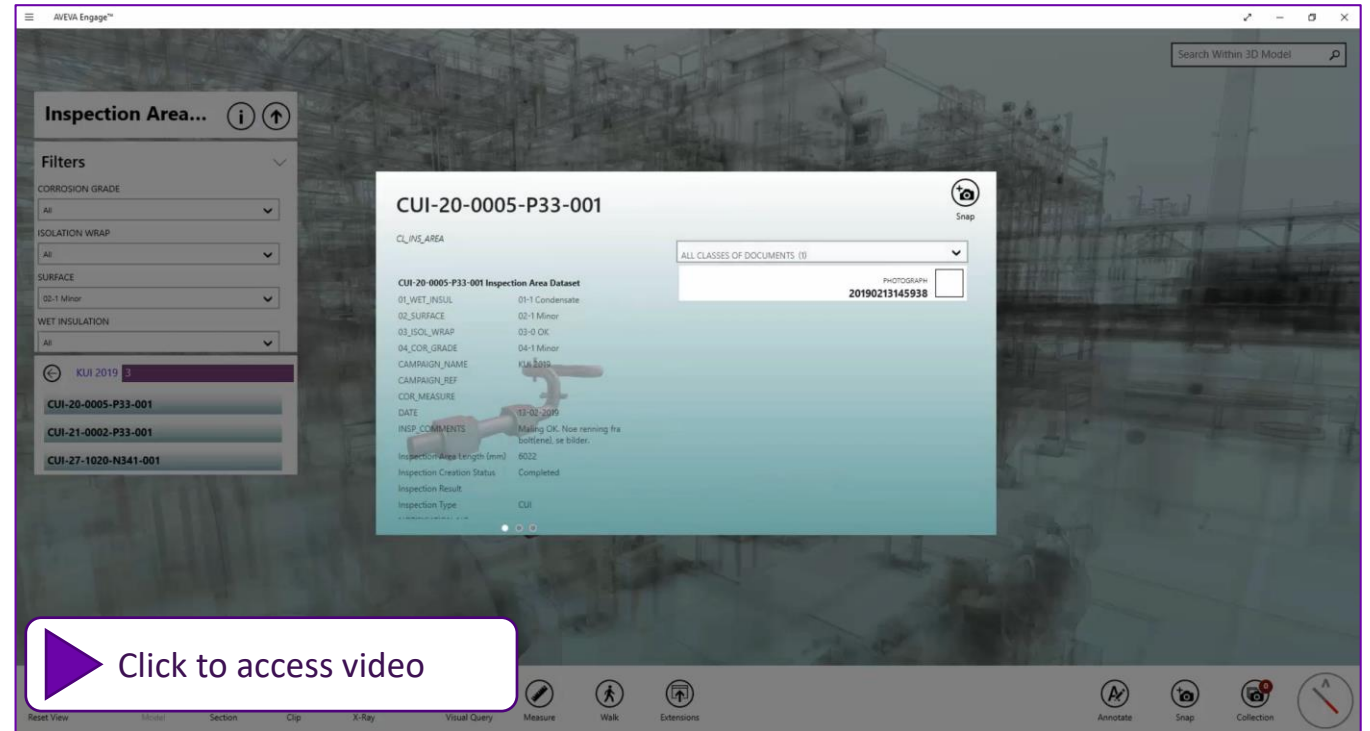 AVEVA Engage™
Search Within 3D Model
Inspection Area...
Filters
CORROSION GRADE
All
ISOLATION WRAP
All
SURFACE
02-1 Minor
WET INSULATION
All
KUI 2019 3
CUI-20-0005-P33-001
CUI-21-0002-P33-001
CUI-27-1020-N341-001
CUI-20-0005-P33-001
Snap
CL_INS_AREA
ALL CLASSES OF DOCUMENTS (1)
PHOTOGRAPH
20190213145938
CUI-20-0005-P33-001 Inspection Area Dataset
01_WET_INSUL 01-1 Condensate
02_SURFACE 02-1 Minor
03_ISOL_WRAP 03-0 OK
04_COR_GRADE 04-1 Minor
CAMPAIGN_NAME KUI 2019
CAMPAIGN_REF
COR_MEASURE
DATE 13-02-2019
INSP_COMMENTS Maling OK. Noe renning fra
bolt(ene), se bilder.
Inspection Area Length (mm) 6022
Inspection Creation Status Completed
Inspection Result
Inspection Type CUI
Click to access video
Reset View Model Section Clip X-Ray Visual Query Measure Walk Extensions Annotate Snap Collection
0
A